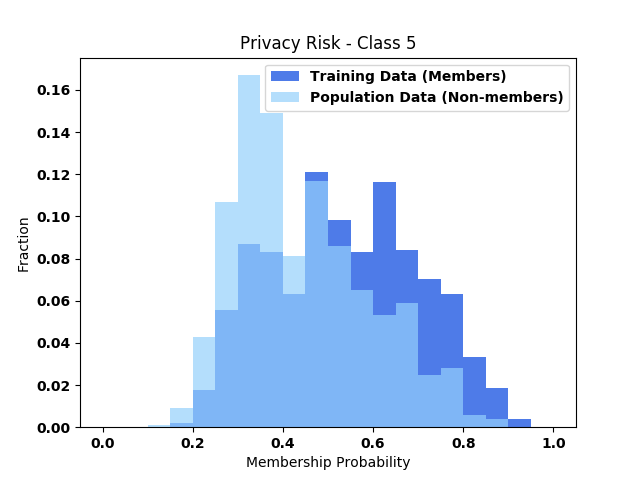 Privacy Risk - Class 5
Training Data (Members)
Population Data (Non-members)
Fraction
0.16
0.14
0.12
0.10
0.08
0.06
0.04
0.02
0.00
0.0 0.2 0.4 0.6 0.8 1.0
Membership Probability